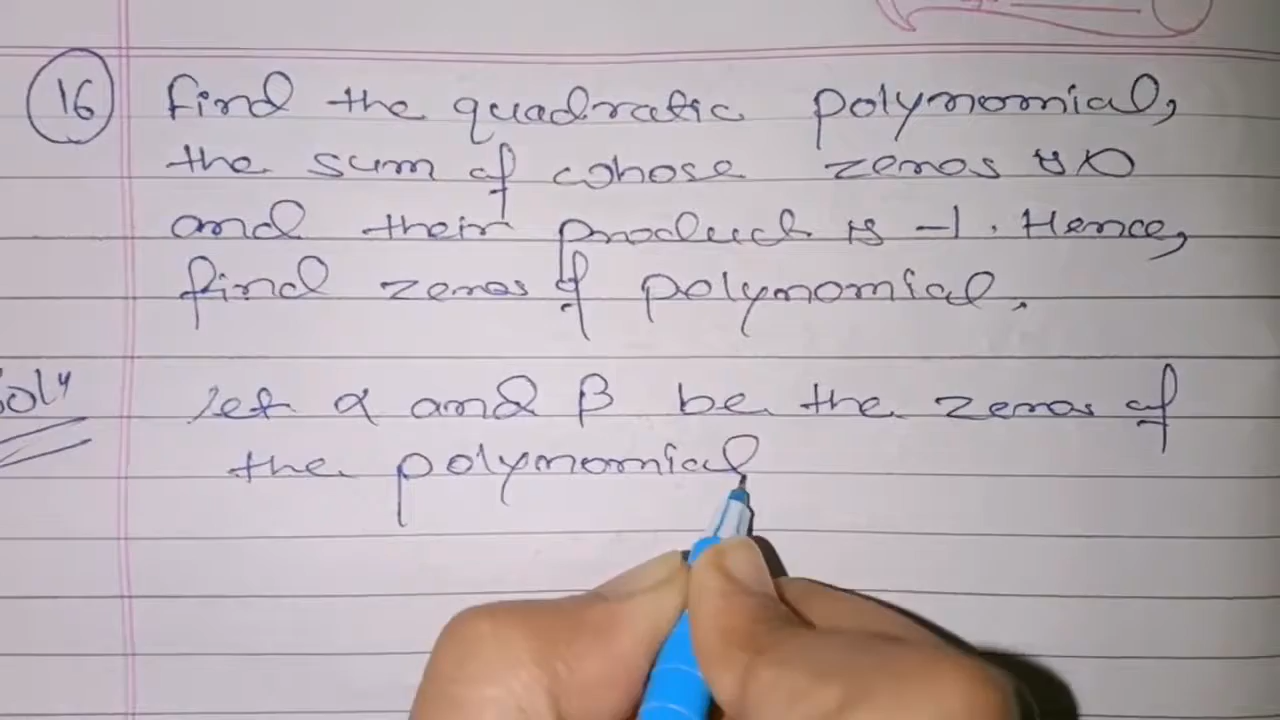 16 Find the quadratic polynomial,
the sum of whose zeros is 0
and their product is -1. Hence,
find zeros of polynomial.
Solⁿ let α and β be the zeros of
the polynomial